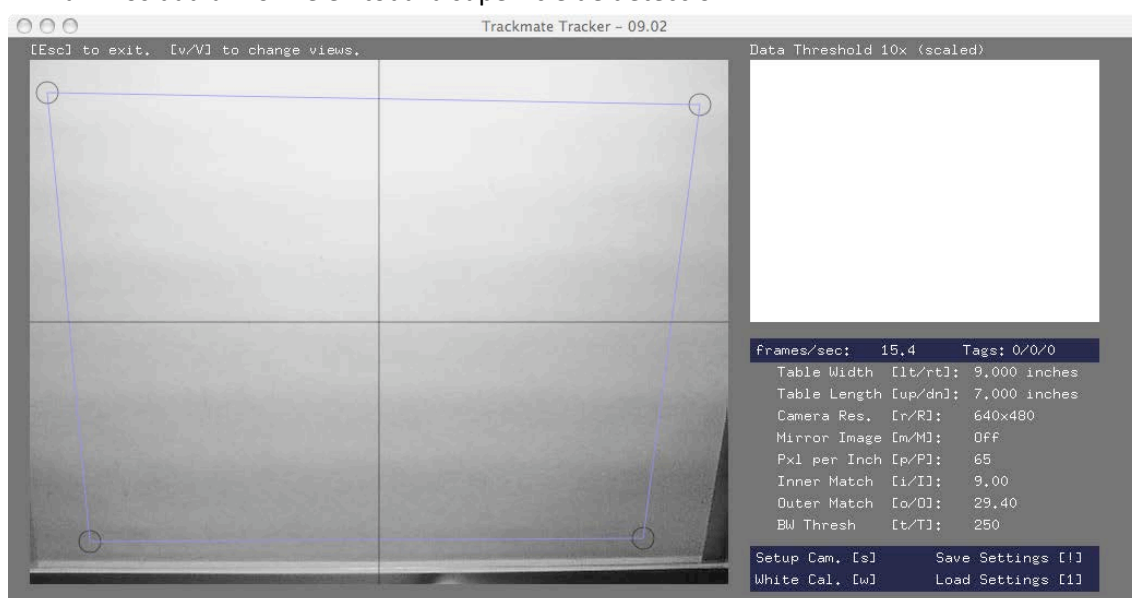 Trackmate Tracker – 09.02
[Esc] to exit. [v/V] to change views.
Data Threshold 10x (scaled)
frames/sec: 15.4 Tags: 0/0/0
Table Width [lt/rt]: 9.000 inches
Table Length [up/dn]: 7.000 inches
Camera Res. [r/R]: 640x480
Mirror Image [m/M]: Off
Pxl per Inch [p/P]: 65
Inner Match [i/I]: 9.00
Outer Match [o/O]: 29.40
BW Thresh [t/T]: 250
Setup Cam. [s] Save Settings [!]
White Cal. [w] Load Settings [1]